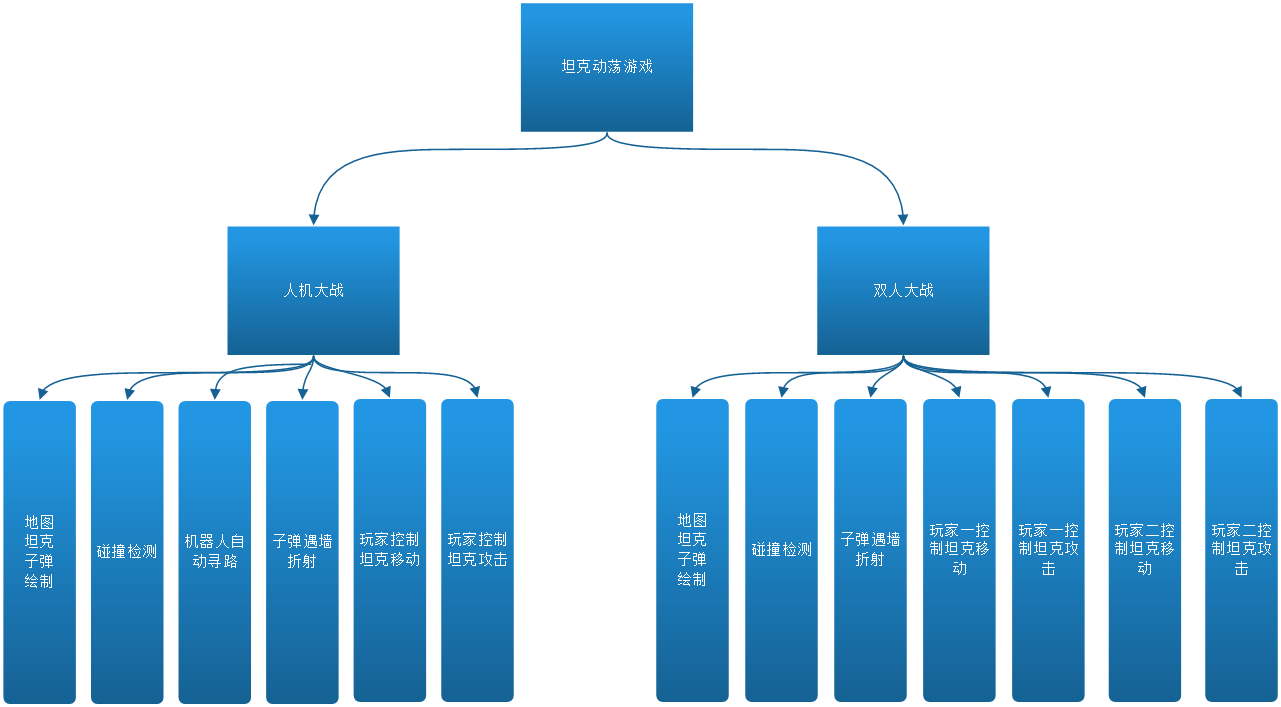 坦克动荡游戏
人机大战
双人大战
地图
坦克
子弹
绘制
碰撞检测
机器人自
动寻路
子弹遇墙
折射
玩家控制
坦克移动
玩家控制
坦克攻击
地图
坦克
子弹
绘制
碰撞检测
子弹遇墙
折射
玩家一控
制坦克移
动
玩家一控
制坦克攻
击
玩家二控
制坦克移
动
玩家二控
制坦克攻
击